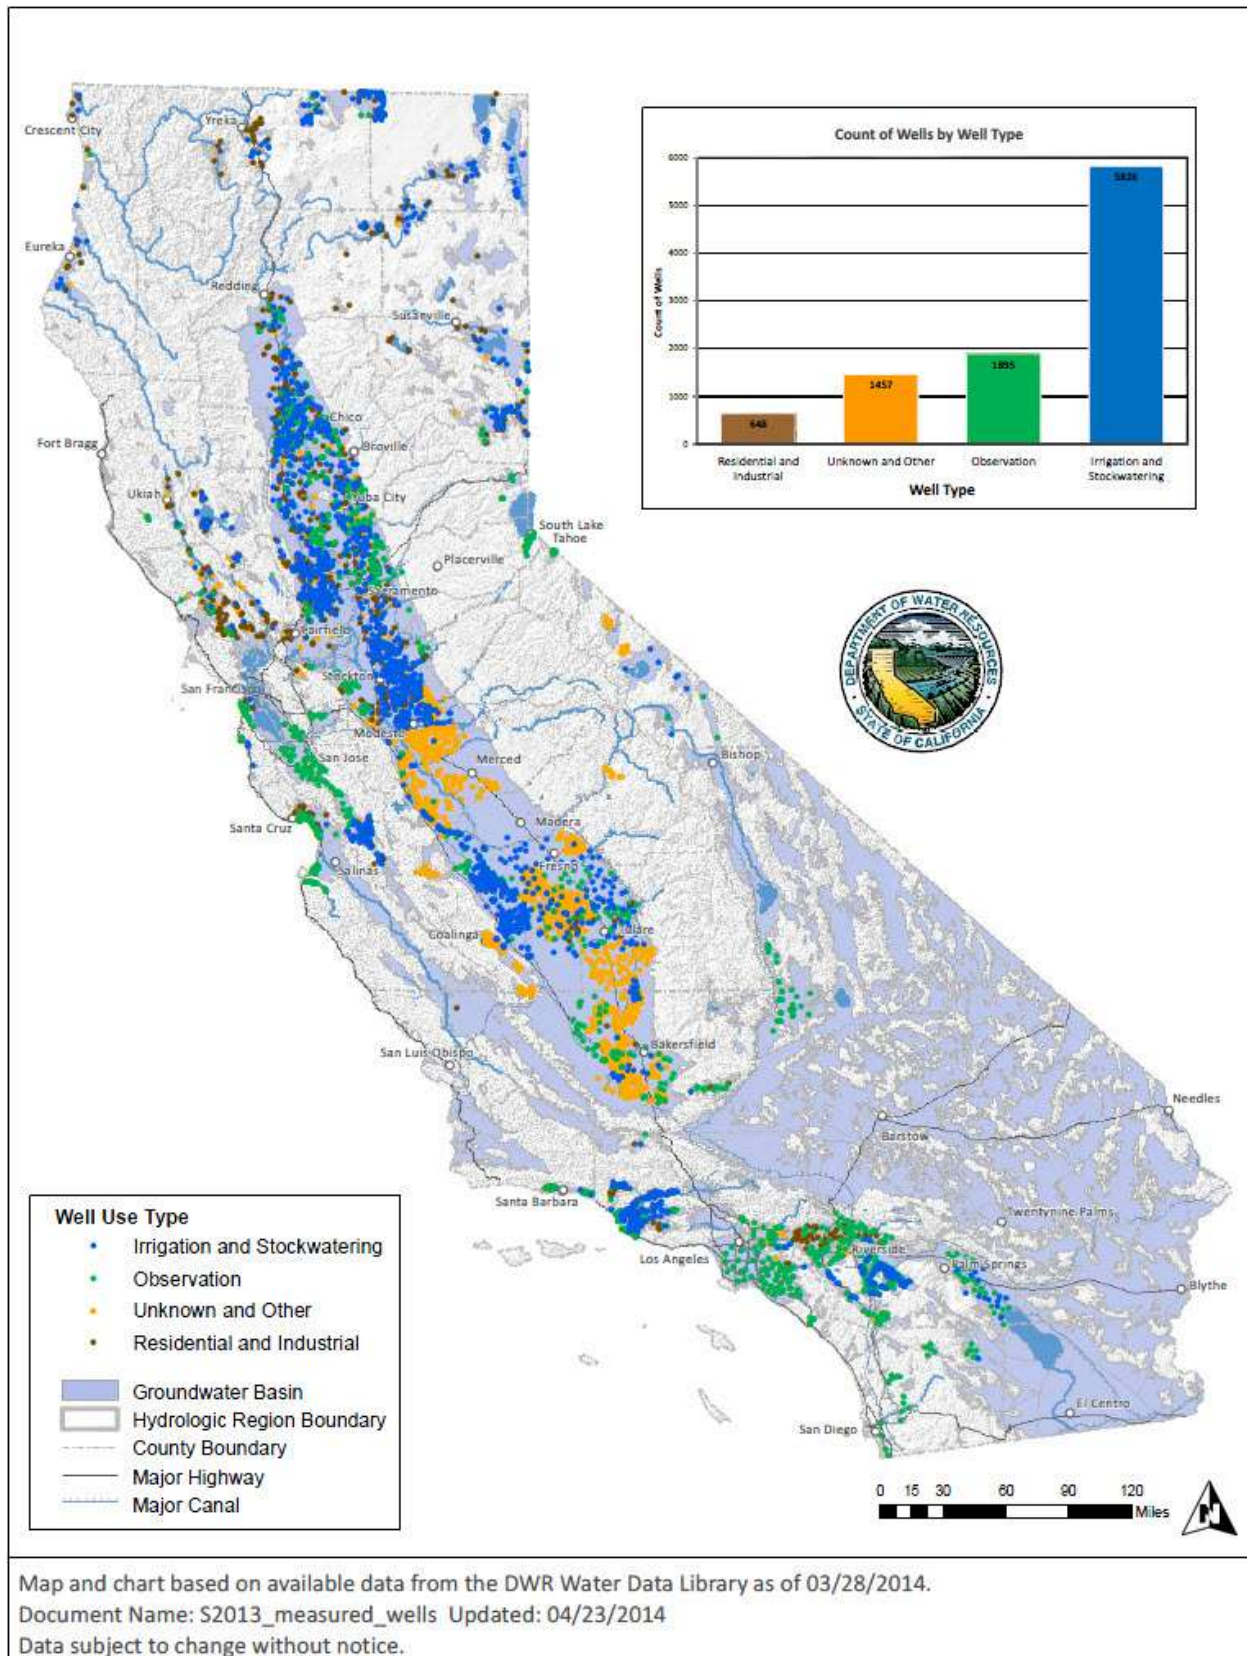 Crescent City
Yreka
Eureka
Redding
Susanville
Chico
Oroville
Fort Bragg
Ukiah
Yuba City
South Lake
Tahoe
Placerville
Sacramento
Fairfield
Stockton
San Francisco
Modesto
San Jose
Merced
Bishop
Santa Cruz
Madera
Salinas
Fresno
Coalinga
Tulare
San Luis Obispo
Bakersfield
Needles
Barstow
Santa Barbara
Twentynine Palms
Los Angeles
Riverside
Palm Springs
Blythe
El Centro
San Diego
Count of Wells by Well Type
Count of Wells
6000
5000
4000
3000
2000
1000
0
648
1457
1895
5826
Residential and
Industrial
Unknown and Other
Observation
Irrigation and
Stockwatering
Well Type
DEPARTMENT OF WATER RESOURCES
STATE OF CALIFORNIA
Well Use Type
Irrigation and Stockwatering
Observation
Unknown and Other
Residential and Industrial
Groundwater Basin
Hydrologic Region Boundary
County Boundary
Major Highway
Major Canal
0 15 30 60 90 120
Miles
N
Map and chart based on available data from the DWR Water Data Library as of 03/28/2014.
Document Name: S2013_measured_wells Updated: 04/23/2014
Data subject to change without notice.